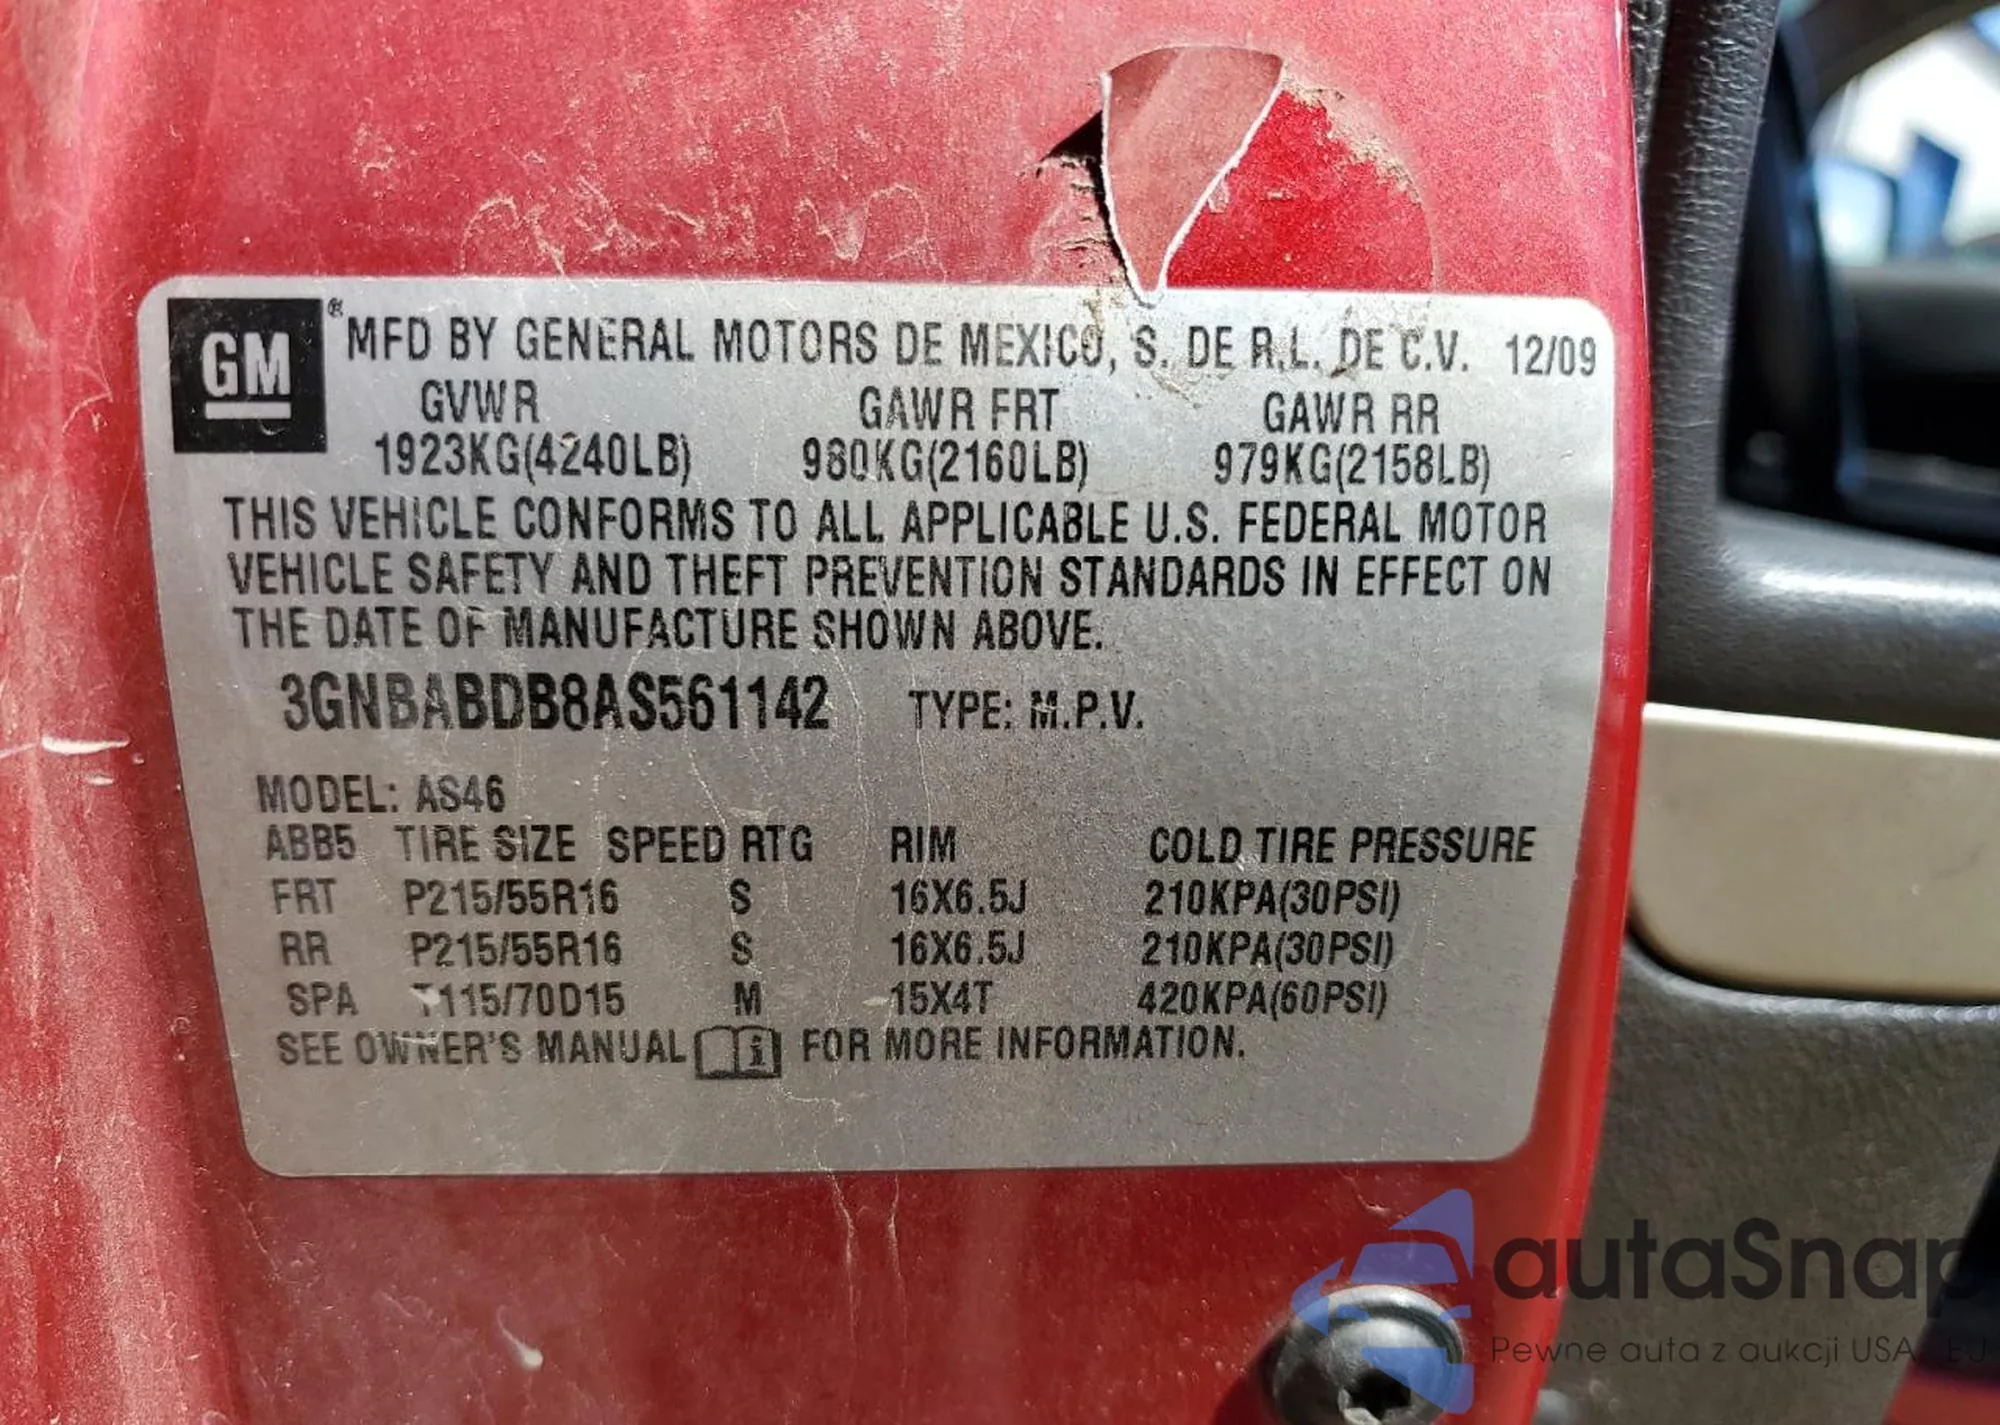 GM
® MFD BY GENERAL MOTORS DE MEXICO, S. DE R.L. DE C.V. 12/09
GVWR GAWR FRT GAWR RR
1923KG(4240LB) 980KG(2160LB) 979KG(2158LB)
THIS VEHICLE CONFORMS TO ALL APPLICABLE U.S. FEDERAL MOTOR
VEHICLE SAFETY AND THEFT PREVENTION STANDARDS IN EFFECT ON
THE DATE OF MANUFACTURE SHOWN ABOVE.
3GNBABDB8AS561142 TYPE: M.P.V.
MODEL: AS46
ABB5 TIRE SIZE SPEED RTG RIM COLD TIRE PRESSURE
FRT P215/55R16 S 16X6.5J 210KPA(30PSI)
RR P215/55R16 S 16X6.5J 210KPA(30PSI)
SPA T115/70D15 M 15X4T 420KPA(60PSI)
SEE OWNER'S MANUAL i FOR MORE INFORMATION.
autaSnap
Pewne auta z aukcji USA